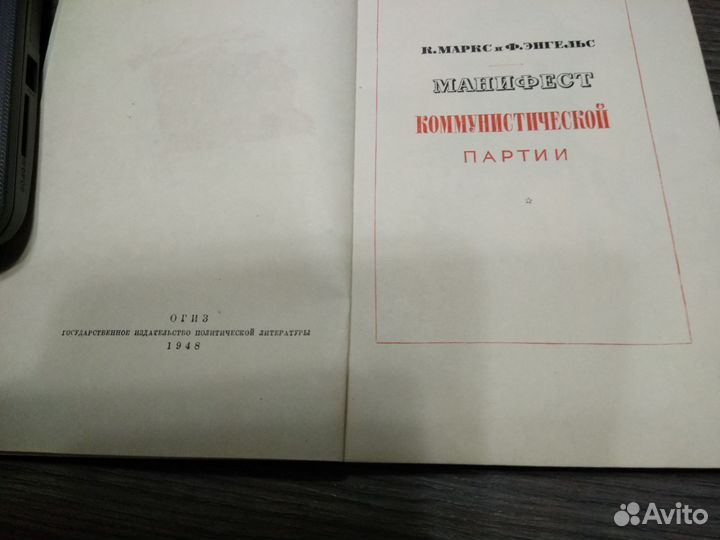 ОГИЗ
ГОСУДАРСТВЕННОЕ ИЗДАТЕЛЬСТВО ПОЛИТИЧЕСКОЙ ЛИТЕРАТУРЫ
1948
К. МАРКС и Ф. ЭНГЕЛЬС
МАНИФЕСТ
КОММУНИСТИЧЕСКОЙ
ПАРТИИ
Avito